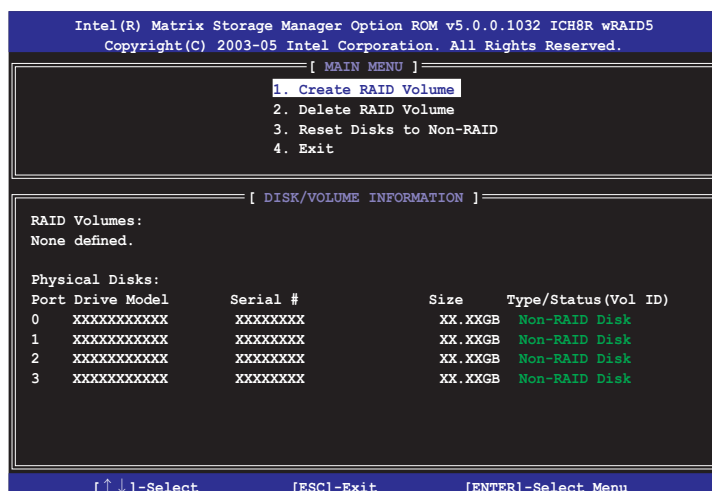 Intel(R) Matrix Storage Manager Option ROM v5.0.0.1032 ICH8R wRAID5
Copyright(C) 2003-05 Intel Corporation. All Rights Reserved.
[ MAIN MENU ]
1. Create RAID Volume
2. Delete RAID Volume
3. Reset Disks to Non-RAID
4. Exit
[ DISK/VOLUME INFORMATION ]
RAID Volumes:
None defined.
Physical Disks:
Port Drive Model Serial # Size Type/Status(Vol ID)
0 XXXXXXXXXXX XXXXXXXX XX.XXGB Non-RAID Disk
1 XXXXXXXXXXX XXXXXXXX XX.XXGB Non-RAID Disk
2 XXXXXXXXXXX XXXXXXXX XX.XXGB Non-RAID Disk
3 XXXXXXXXXXX XXXXXXXX XX.XXGB Non-RAID Disk
[↑↓]-Select [ESC]-Exit [ENTER]-Select Menu